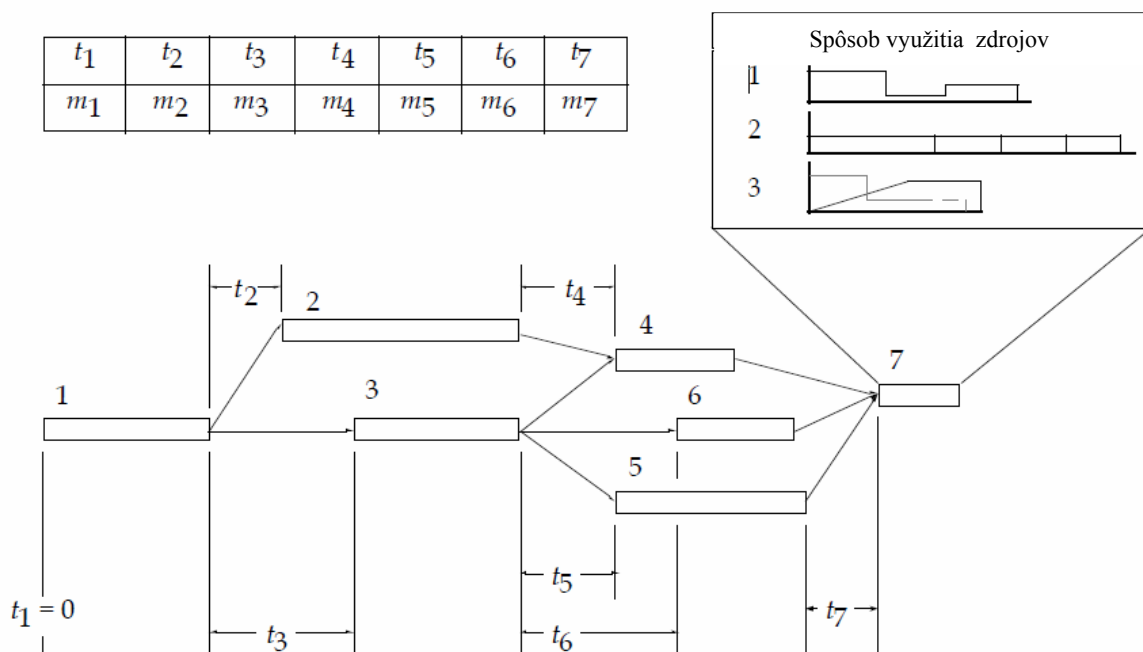 t1 t2 t3 t4 t5 t6 t7
m1 m2 m3 m4 m5 m6 m7
Spôsob využitia zdrojov
1
2
3
t2
t4
2
4
7
1
3
6
5
t5
t1 = 0
t3
t6
t7